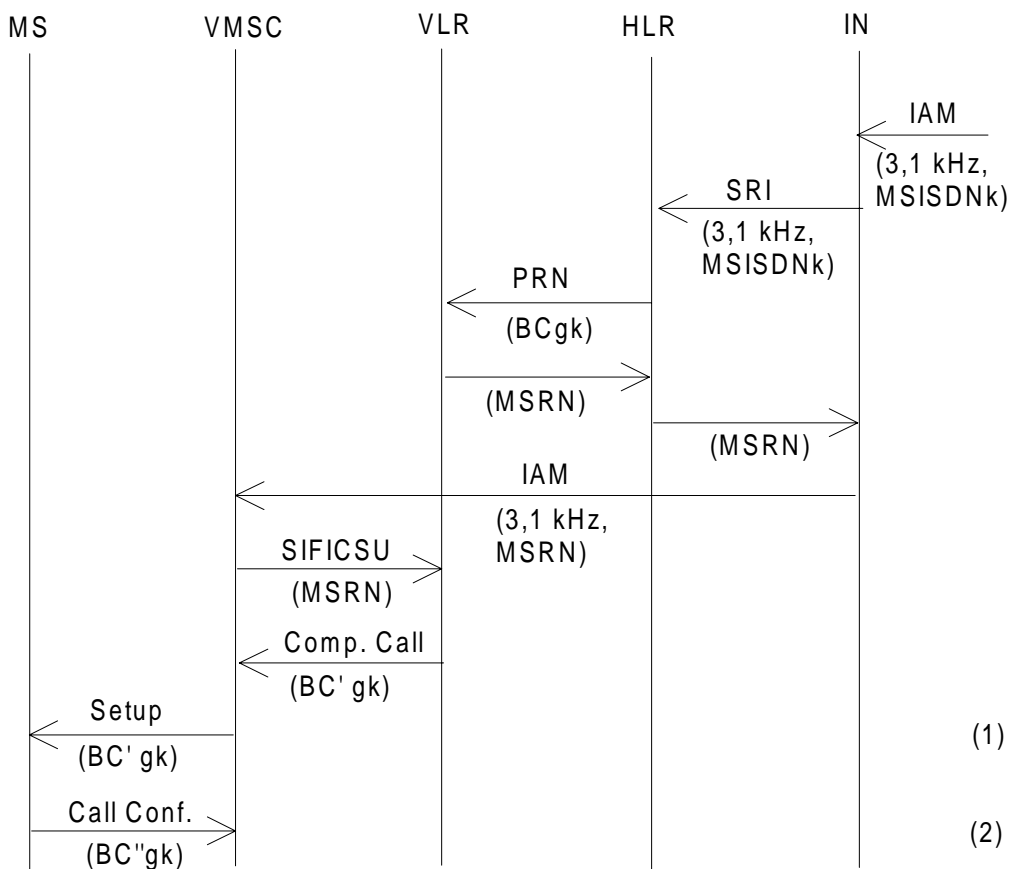 MS VMSC VLR HLR IN
IAM
(3,1 kHz,
MSISDNk)
SRI
(3,1 kHz,
MSISDNk)
PRN
(BCgk)
(MSRN)
(MSRN)
IAM
(3,1 kHz,
MSRN)
SIFICSU
(MSRN)
Comp. Call
(BC' gk)
Setup
(BC' gk)
(1)
Call Conf.
(BC''gk)
(2)